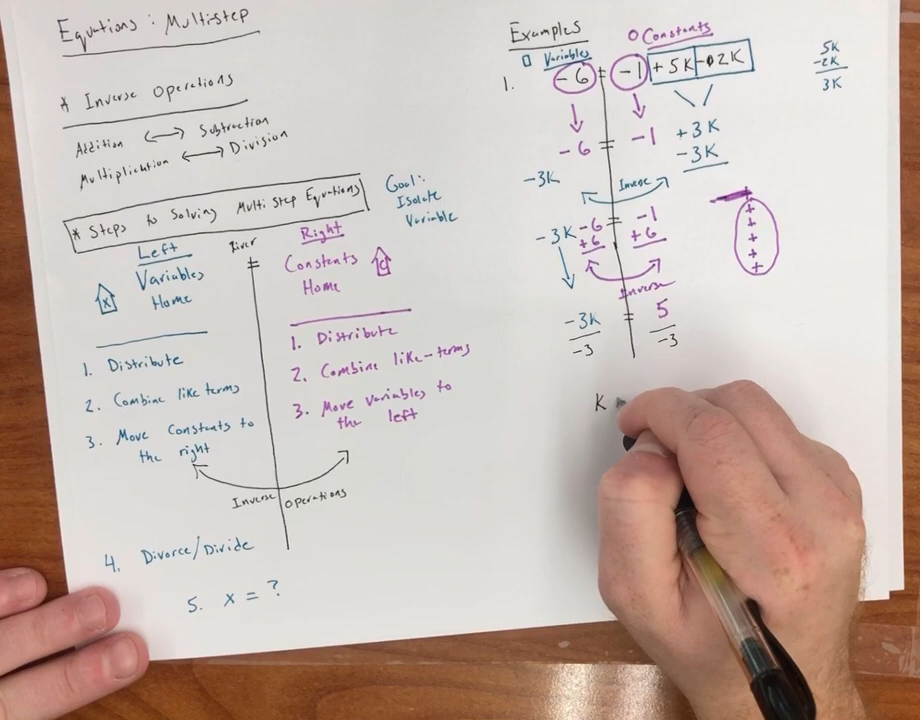 Equations: Multistep
* Inverse Operations
Addition ↔ Subtraction
Multiplication ↔ Division
* Steps to Solving Multi Step Equations
Goal:
Isolate
Variable
Left
Variables
Home
X
River
Right
Constants
Home
C
1. Distribute
2. Combine like terms
3. Move Constants to
the right
1. Distribute
2. Combine like-terms
3. Move variables to
the left
Inverse Operations
4. Divorce/Divide
5. x = ?
Examples
□ Variables
O Constants
1. -6 = -1 +5K -2K
5K
-2K
3K
-6 = -1 +3K
-3K -3K
Inverse
-3K -6 = -1
+6 +6
Inverse
-3K = 5
-3 -3
+
+
+
+
+
K